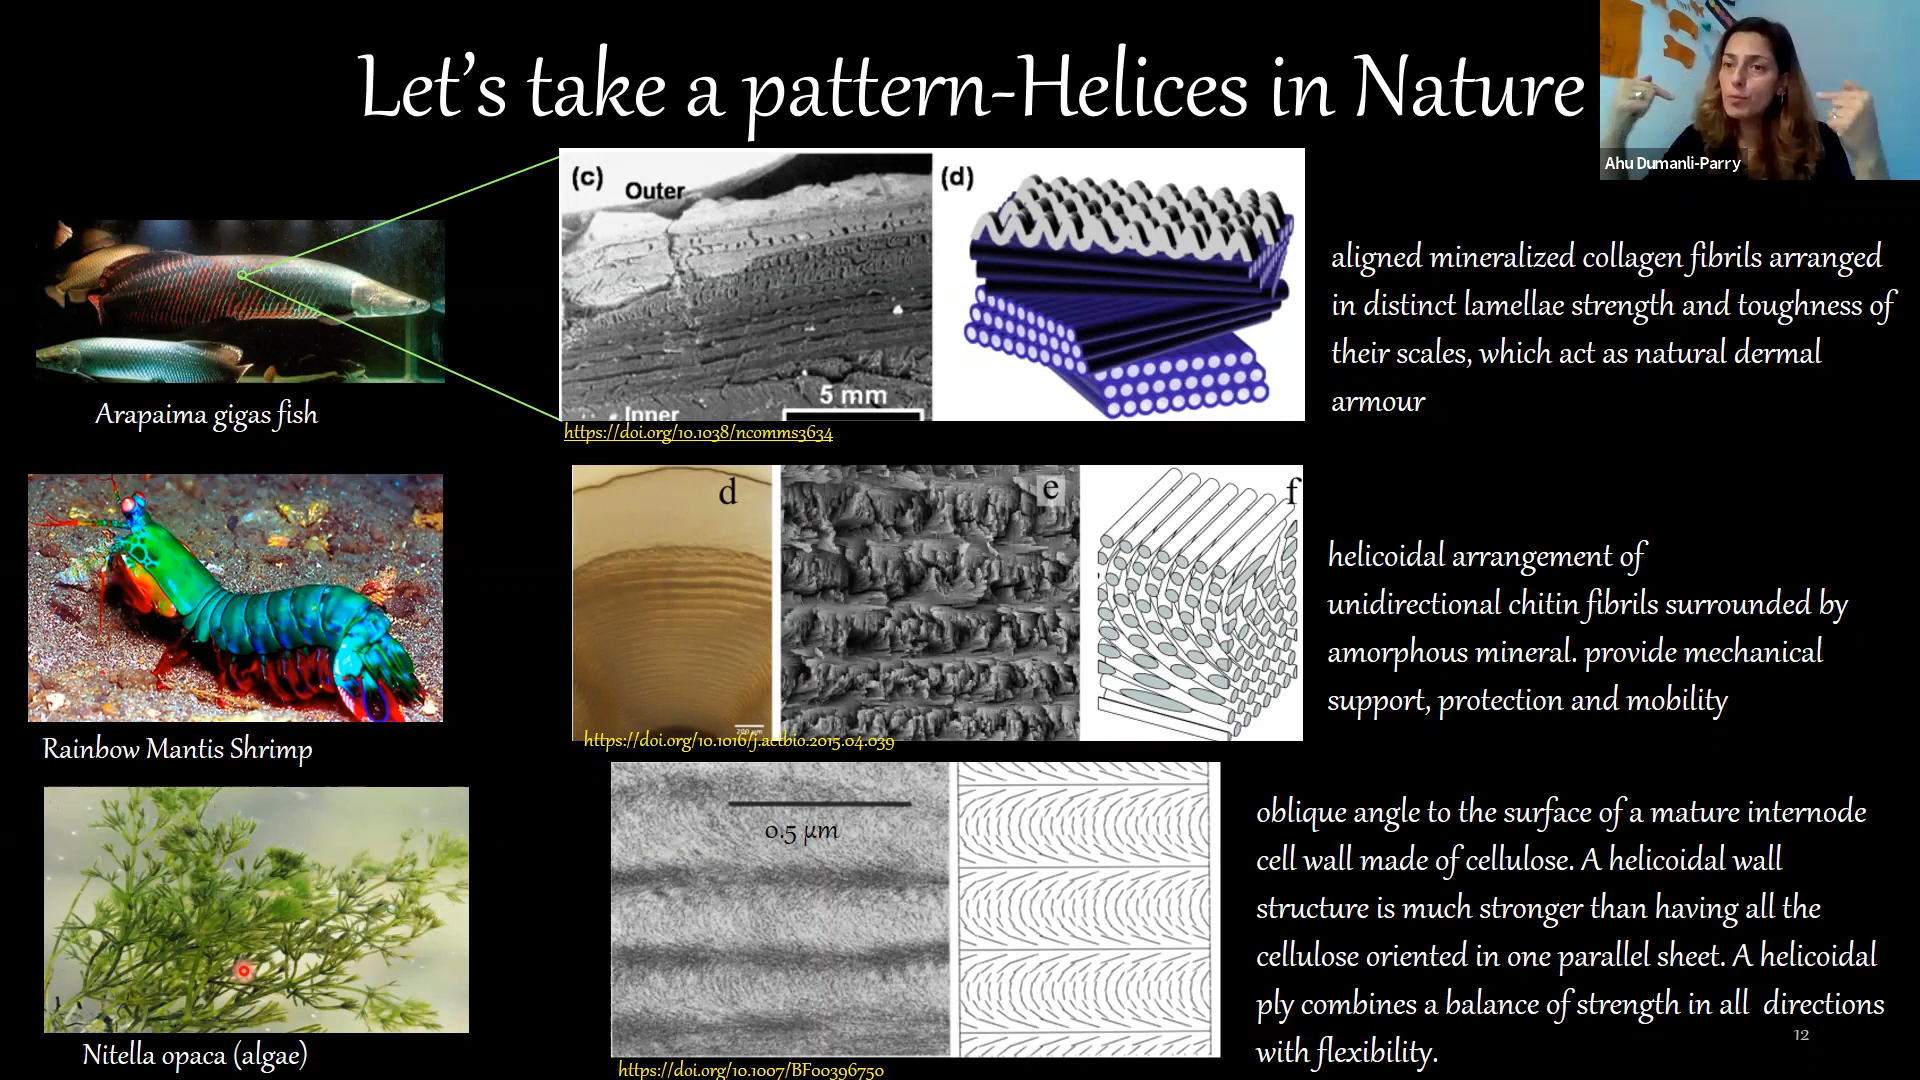 Let's take a pattern-Helices in Nature
Ahu Dumanli-Parry
(c)
Outer
5 mm
Inner
(d)
https://doi.org/10.1038/ncomms3634
Arapaima gigas fish
aligned mineralized collagen fibrils arranged
in distinct lamellae strength and toughness of
their scales, which act as natural dermal
armour
d
e
f
200 µm
https://doi.org/10.1016/j.actbio.2015.04.039
Rainbow Mantis Shrimp
helicoidal arrangement of
unidirectional chitin fibrils surrounded by
amorphous mineral. provide mechanical
support, protection and mobility
0.5 µm
https://doi.org/10.1007/BF00396750
Nitella opaca (algae)
oblique angle to the surface of a mature internode
cell wall made of cellulose. A helicoidal wall
structure is much stronger than having all the
cellulose oriented in one parallel sheet. A helicoidal
ply combines a balance of strength in all directions
with flexibility.
12